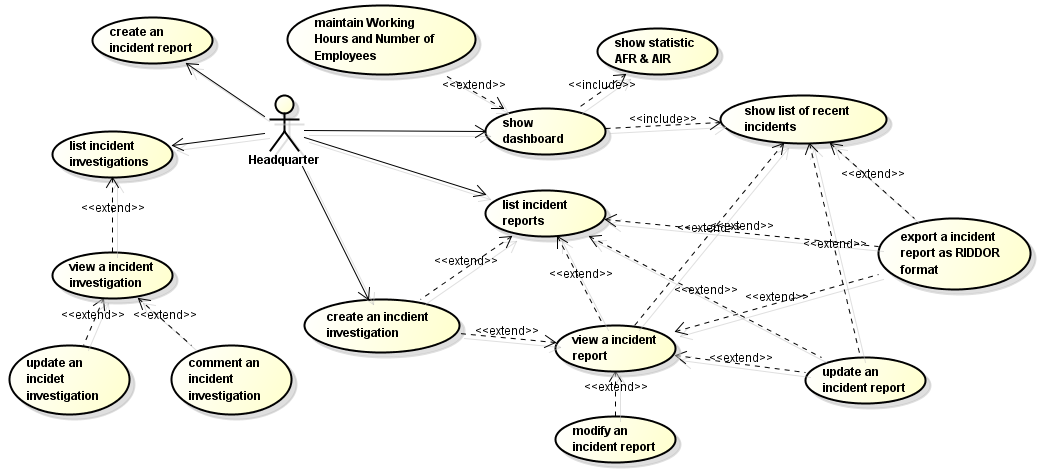 create an
incident report
maintain Working
Hours and Number of
Employees
show statistic
AFR & AIR
<<extend>>
<<include>>
show
dashboard
<<include>>
show list of recent
incidents
Headquarter
list incident
investigations
<<extend>>
<<extend>>
list incident
reports
<<extend>>
<<extend>>
<<extend>>
export a incident
report as RIDDOR
format
<<extend>>
<<extend>>
<<extend>>
<<extend>>
<<extend>>
view a incident
investigation
<<extend>>
<<extend>>
create an incdient
investigation
<<extend>>
view a incident
report
<<extend>>
update an
incidet
investigation
comment an
incident
investigation
<<extend>>
update an
incident report
modify an
incident report